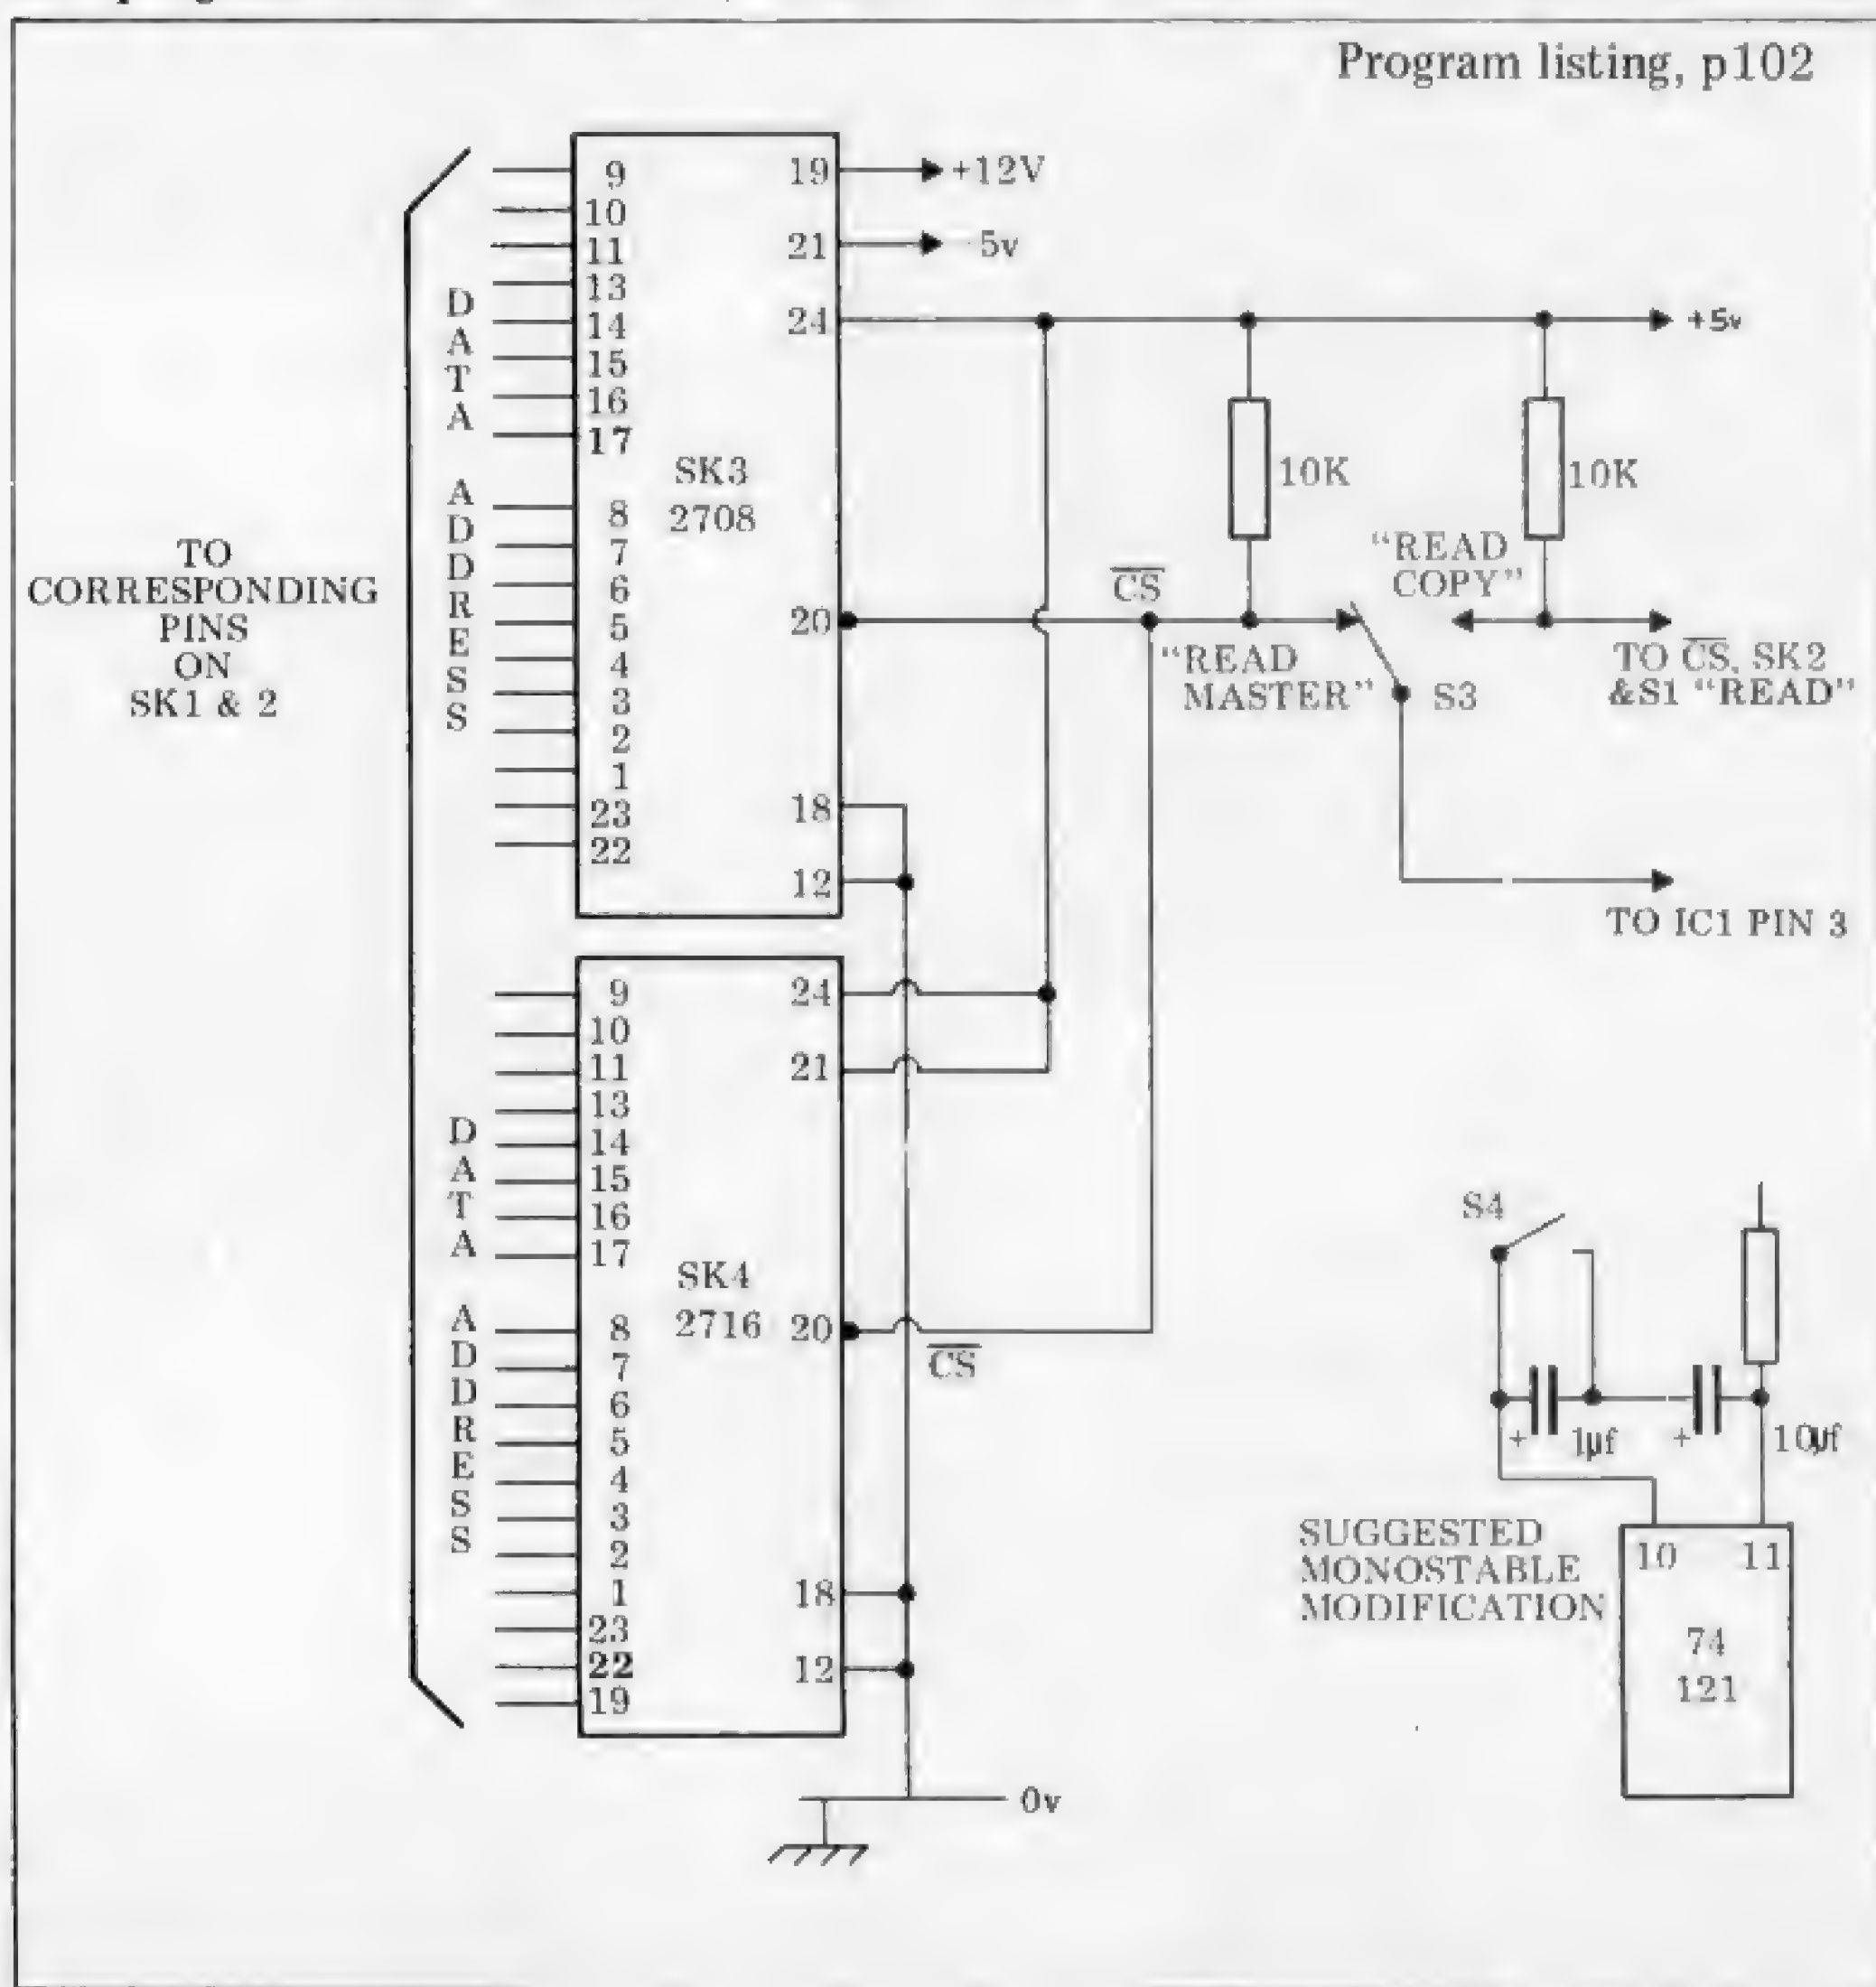 Program listing, p102
9
10
11
13
14
15
16
17
8
7
6
5
4
3
2
1
23
22
DATA
ADDRESS
SK3
2708
19
21
24
20
18
12
+12V
5v
+5v
10K
10K
CS
"READ
MASTER"
"READ
COPY"
S3
TO CS, SK2
&S1 "READ"
TO IC1 PIN 3
TO
CORRESPONDING
PINS
ON
SK1 & 2
9
10
11
13
14
15
16
17
8
7
6
5
4
3
2
1
23
22
19
DATA
ADDRESS
SK4
2716
24
21
20
18
12
CS
0v
S4
+
1µf
+
10µf
SUGGESTED
MONOSTABLE
MODIFICATION
10 11
74
121